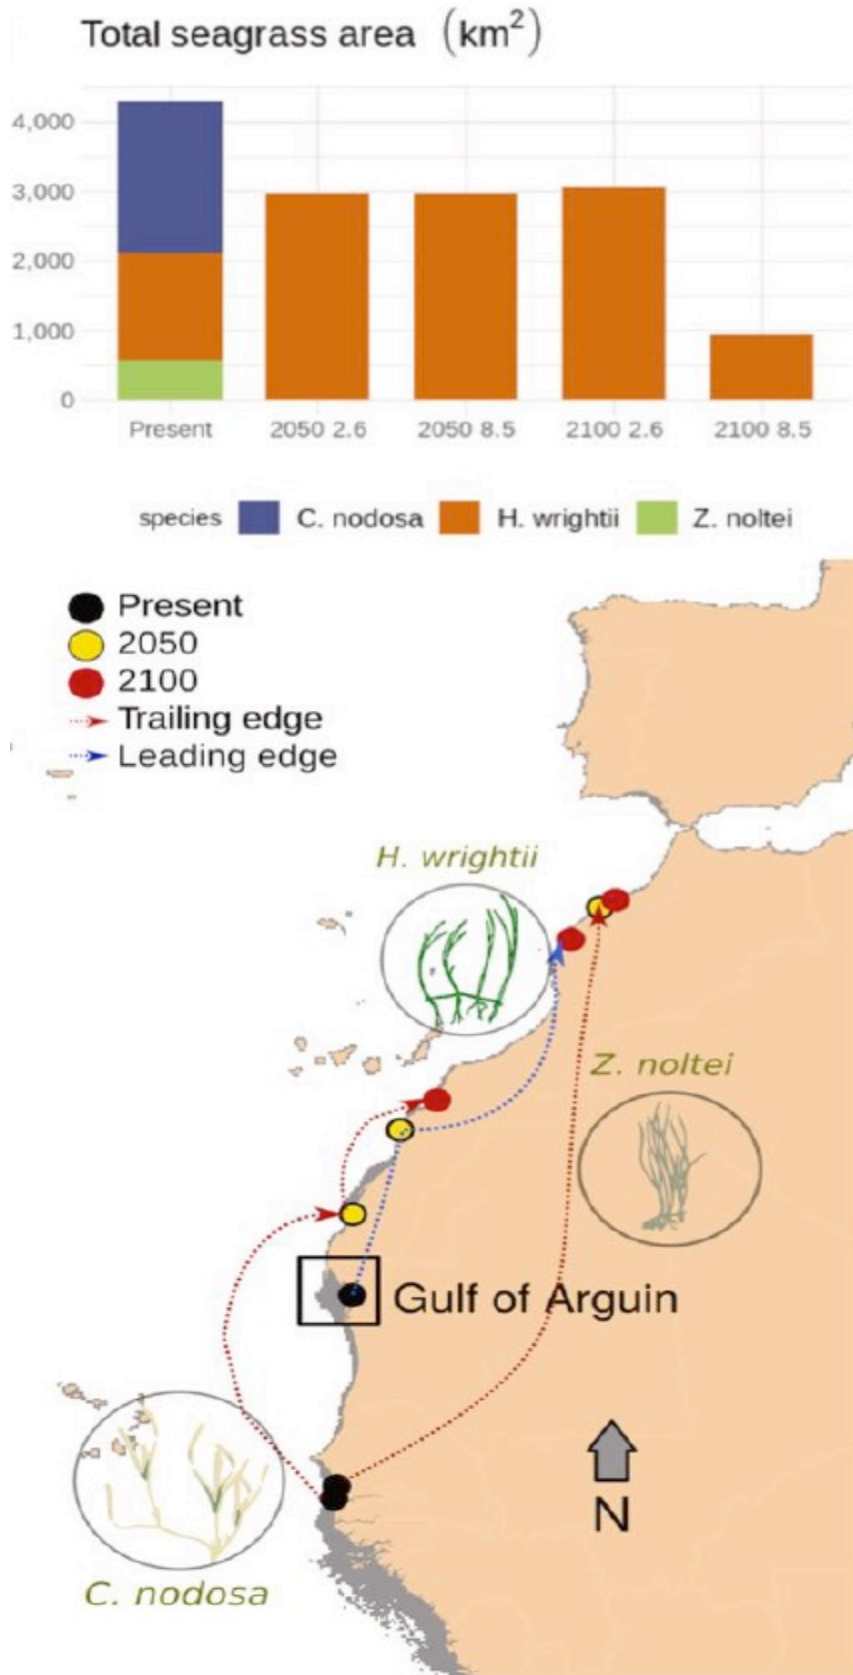 Total seagrass area (km²)
4,000
3,000
2,000
1,000
0
Present 2050 2.6 2050 8.5 2100 2.6 2100 8.5
species C. nodosa H. wrightii Z. noltei
Present
2050
2100
Trailing edge
Leading edge
H. wrightii
Z. noltei
Gulf of Arguin
N
C. nodosa